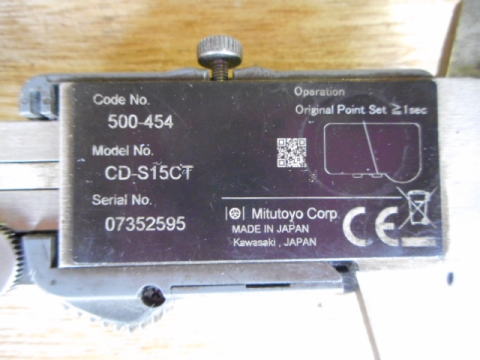 Code No.
500-454
Model No.
CD-S15CT
Serial No.
07352595
Operation
Original Point Set ≧1sec
Mitutoyo Corp.
MADE IN JAPAN
Kawasaki, JAPAN
CE